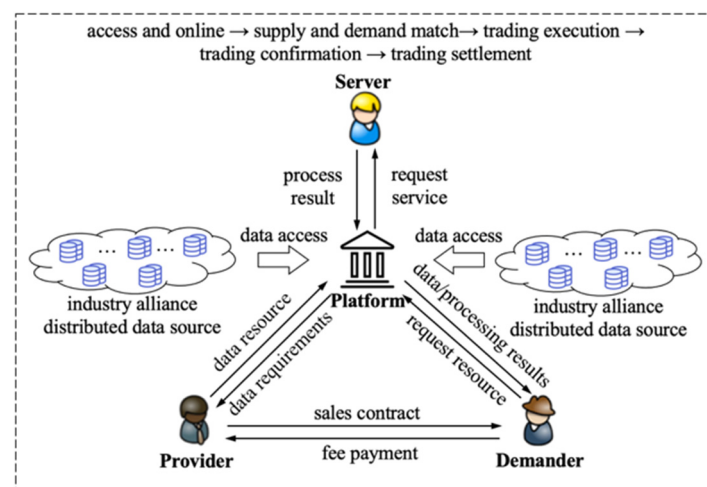 access and online → supply and demand match→ trading execution →
trading confirmation → trading settlement
Server
process
result
request
service
data access
data access
... ...
... ...
industry alliance
distributed data source
Platform
industry alliance
distributed data source
data resource
data requirements
data/processing results
request resource
sales contract
fee payment
Provider
Demander